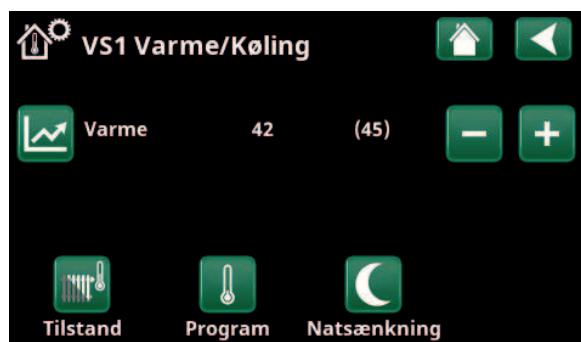 VS1 Varme/Køling
Varme 42 (45)
Tilstand Program Natsænkning